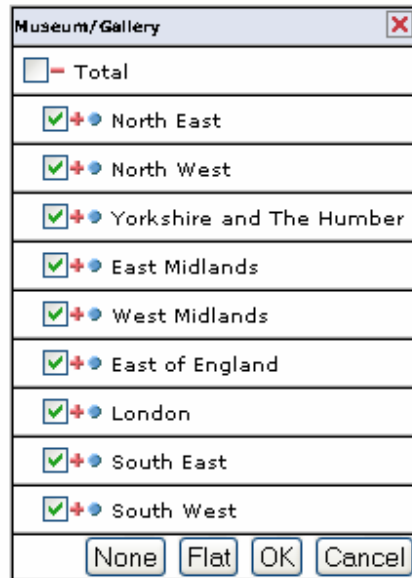 Museum/Gallery
Total
North East
North West
Yorkshire and The Humber
East Midlands
West Midlands
East of England
London
South East
South West
None Flat OK Cancel